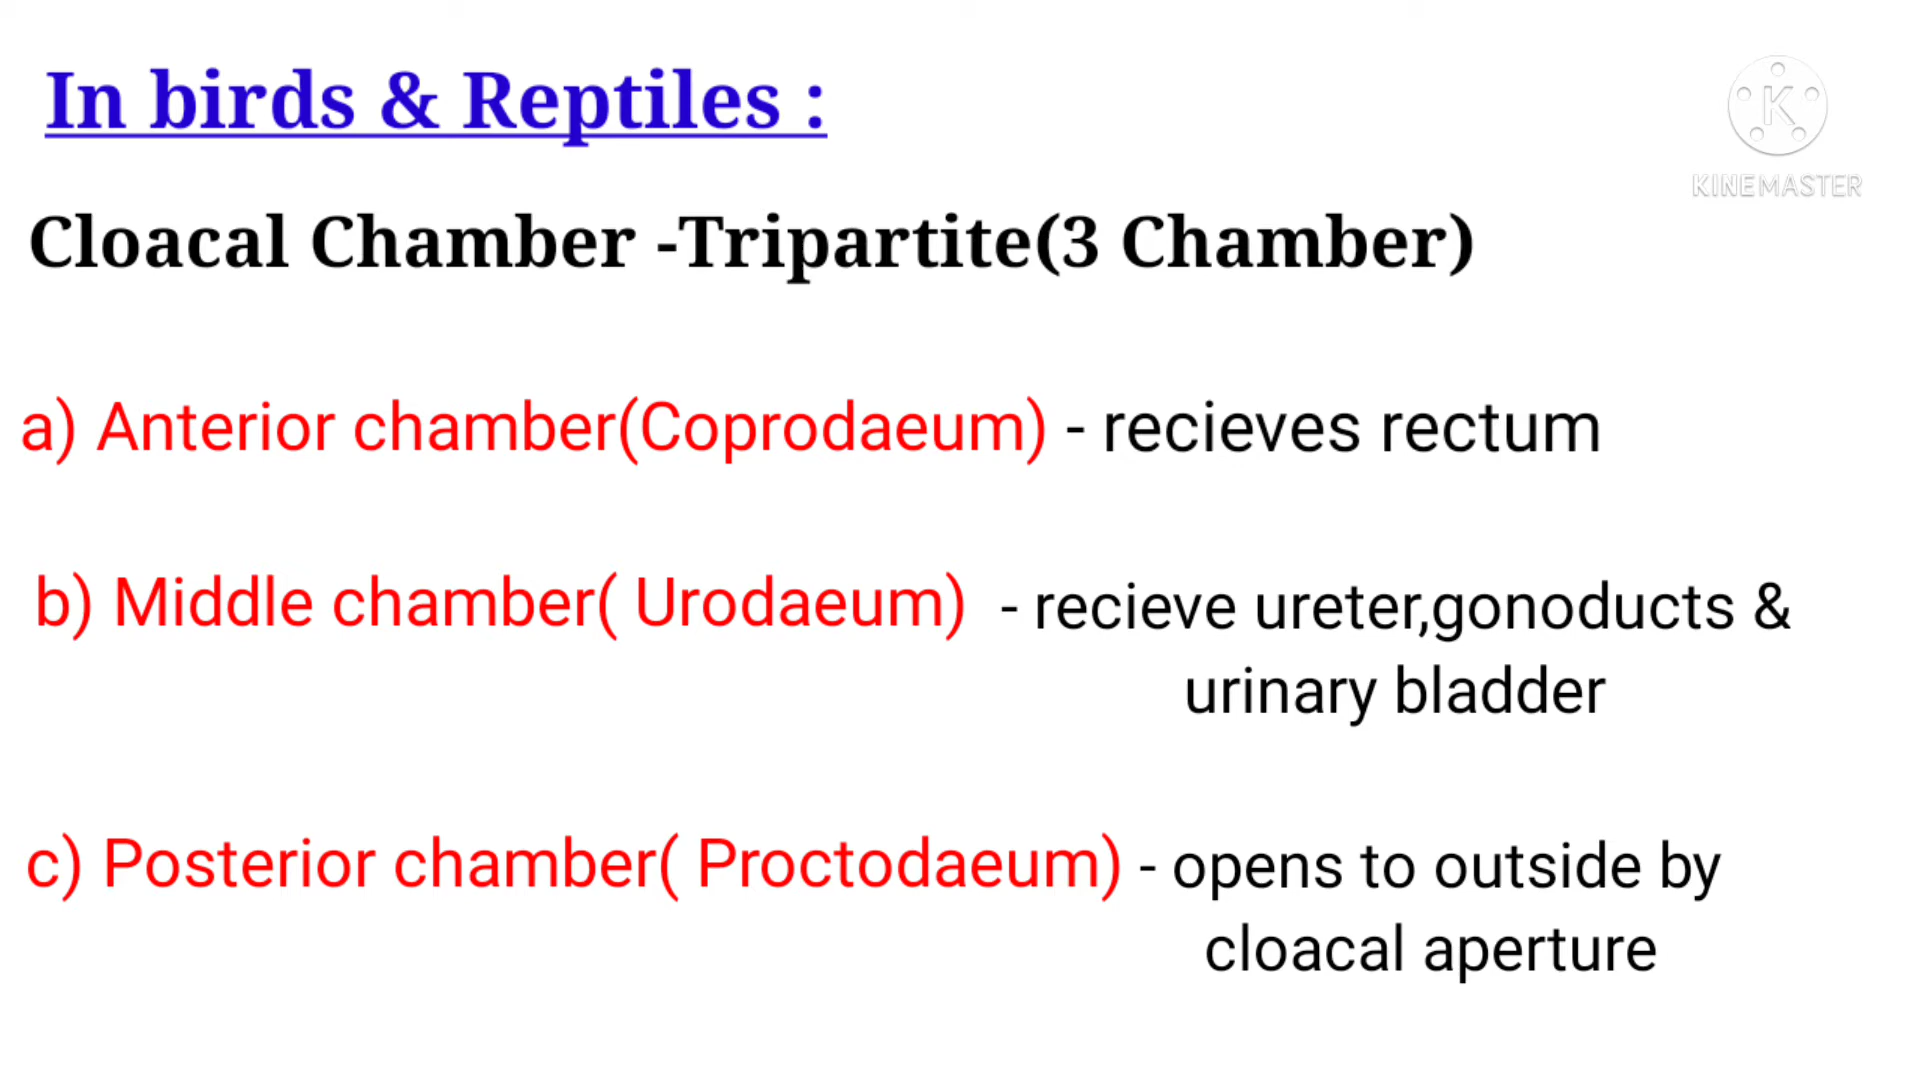 In birds & Reptiles :
K
KINEMASTER
Cloacal Chamber -Tripartite(3 Chamber)
a) Anterior chamber(Coprodaeum) - recieves rectum
b) Middle chamber( Urodaeum) - recieve ureter,gonoducts &
urinary bladder
c) Posterior chamber( Proctodaeum) - opens to outside by
cloacal aperture